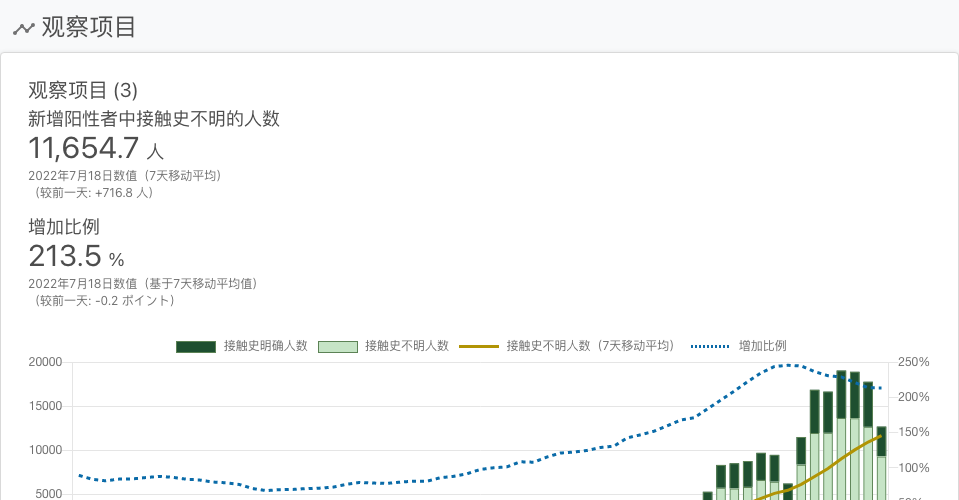 观察项目
观察项目 (3)
新增阳性者中接触史不明的人数
11,654.7 人
2022年7月18日数值（7天移动平均）
（较前一天: +716.8 人）
增加比例
213.5 %
2022年7月18日数值（基于7天移动平均值）
（较前一天: -0.2 ポイント）
接触史明确人数 接触史不明人数 接触史不明人数（7天移动平均） 增加比例
20000 250%
200%
15000
150%
10000
100%
5000